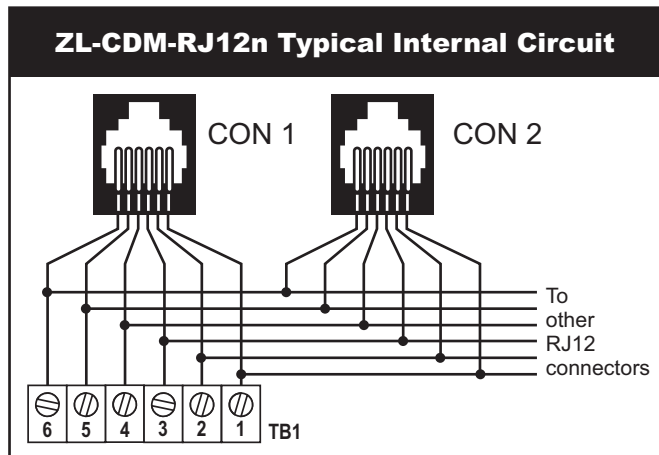 ZL-CDM-RJ12n Typical Internal Circuit
CON 1 CON 2
To
other
RJ12
connectors
6 5 4 3 2 1 TB1